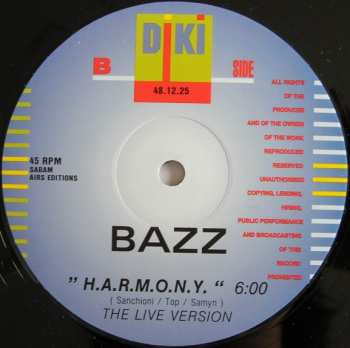 DiKi
B SIDE
48.12.25
45 RPM
SABAM
AIRS EDITIONS
ALL RIGHTS
OF THE
PRODUCER
AND OF THE OWNER
OF THE WORK
REPRODUCED
RESERVED
UNAUTHORISED
COPYING, LENDING,
HIRING,
PUBLIC PERFORMANCE
AND BROADCASTING
OF THIS
RECORD
PROHIBITED
BAZZ
" H.A.R.M.O.N.Y. " 6:00
( Sanchioni / Top / Samyn )
THE LIVE VERSION